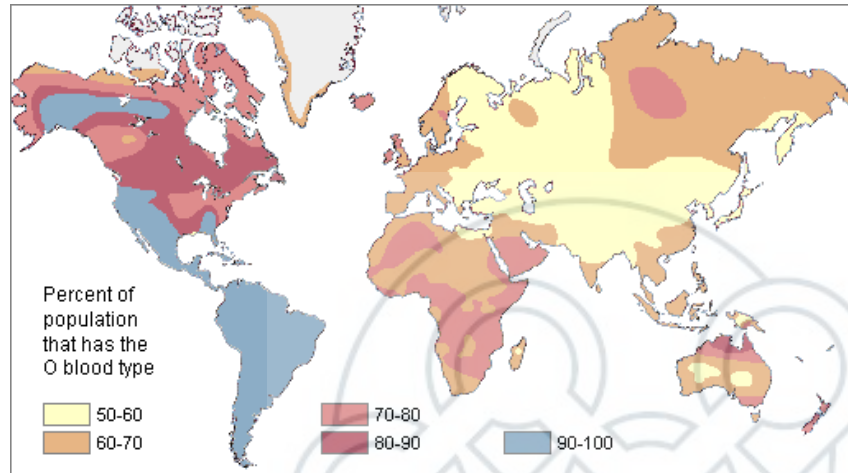 Percent of
population
that has the
O blood type
50-60
60-70
70-80
80-90
90-100